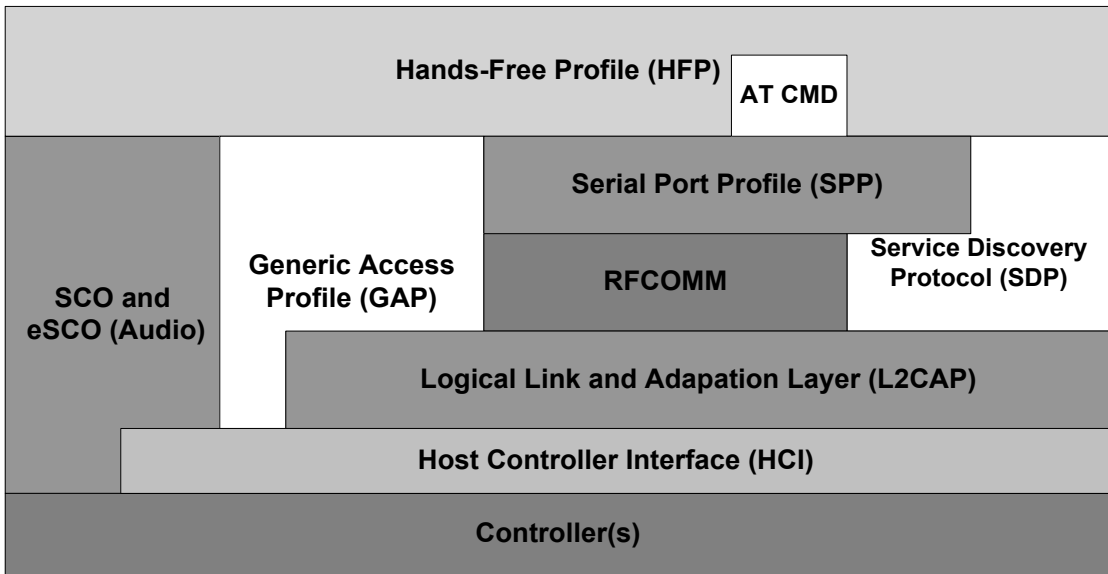 Hands-Free Profile (HFP)
AT CMD
Serial Port Profile (SPP)
Generic Access
Profile (GAP)
RFCOMM
Service Discovery
Protocol (SDP)
SCO and
eSCO (Audio)
Logical Link and Adapation Layer (L2CAP)
Host Controller Interface (HCI)
Controller(s)